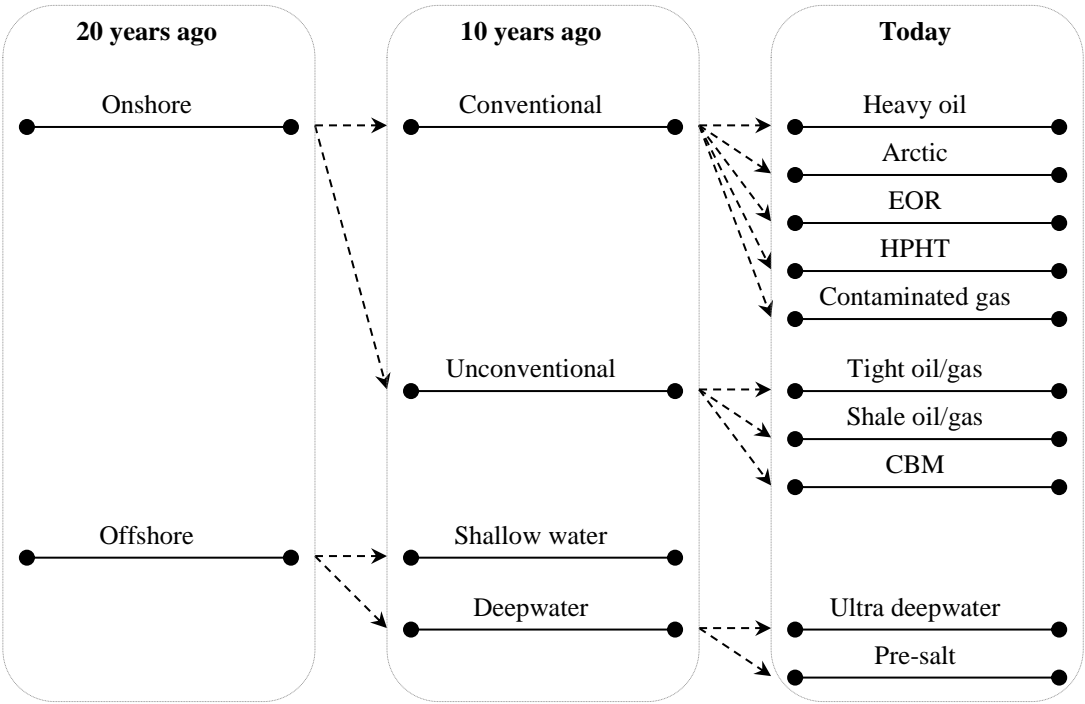 20 years ago
10 years ago
Today
Onshore
Conventional
Heavy oil
Arctic
EOR
HPHT
Contaminated gas
Unconventional
Tight oil/gas
Shale oil/gas
CBM
Offshore
Shallow water
Deepwater
Ultra deepwater
Pre-salt